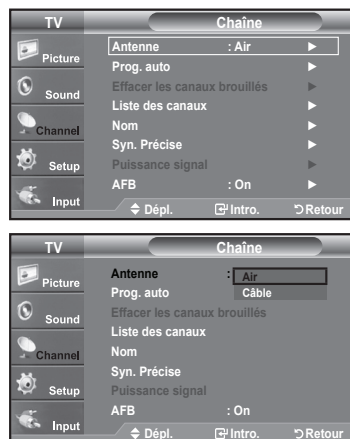 TV Chaîne
Picture
Sound
Channel
Setup
Input
Antenne : Air ►
Prog. auto ►
Effacer les canaux brouillés ►
Liste des canaux ►
Nom ►
Syn. Précise ►
Puissance signal ►
AFB : On ►
Dépl. Intro. Retour
TV Chaîne
Picture
Sound
Channel
Setup
Input
Antenne : Air
Câble
Prog. auto
Effacer les canaux brouillés
Liste des canaux
Nom
Syn. Précise
Puissance signal
AFB : On
Dépl. Intro. Retour